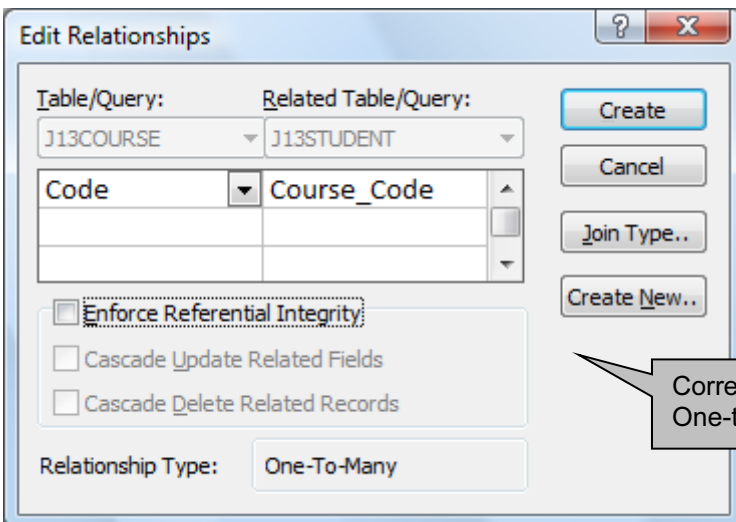 Edit Relationships
Table/Query: Related Table/Query:
J13COURSE J13STUDENT
Code Course_Code
Create
Cancel
Join Type..
Create New..
Enforce Referential Integrity
Cascade Update Related Fields
Cascade Delete Related Records
Relationship Type: One-To-Many